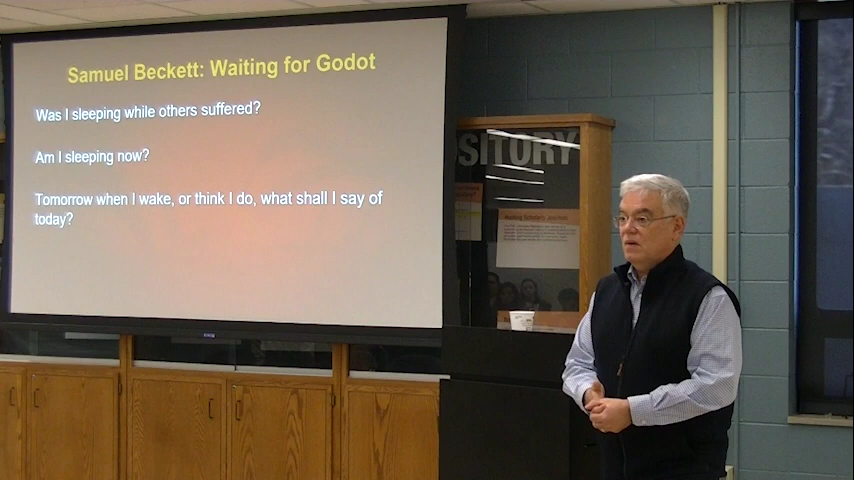 Samuel Beckett: Waiting for Godot
Was I sleeping while others suffered?
Am I sleeping now?
Tomorrow when I wake, or think I do, what shall I say of
today?
SITORY